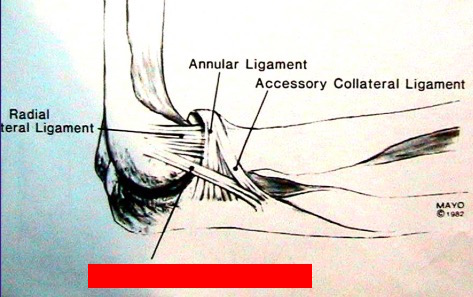 Annular Ligament
Accessory Collateral Ligament
Radial
teral Ligament
MAYO
© 1982